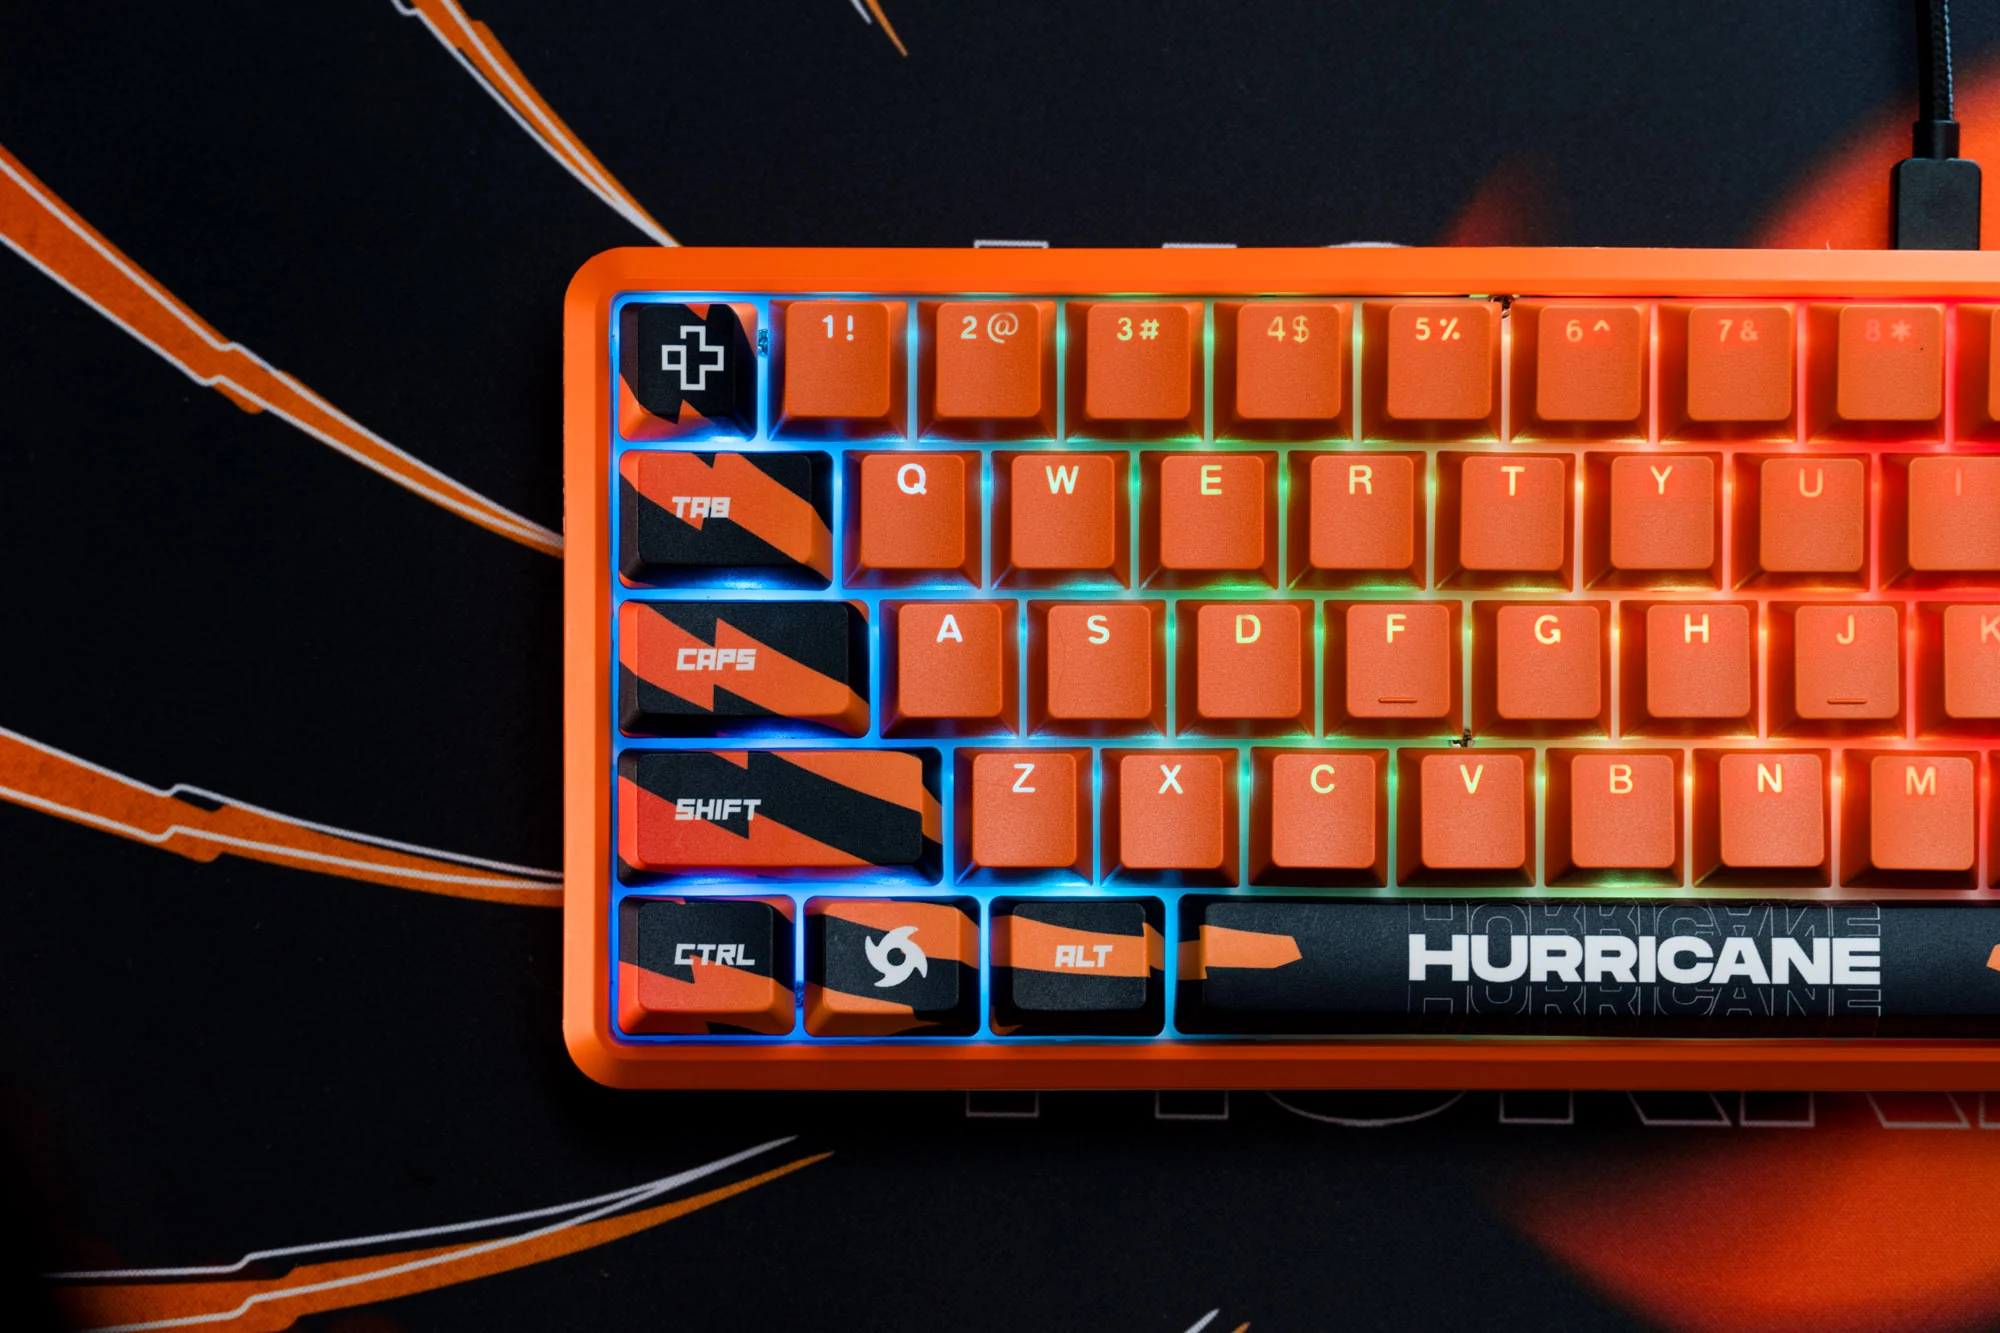 1! 2@ 3# 4$ 5% 6^ 7& 8*
TAB Q W E R T Y U I
CAPS A S D F G H J K
SHIFT Z X C V B N M
CTRL ALT HURRICANE